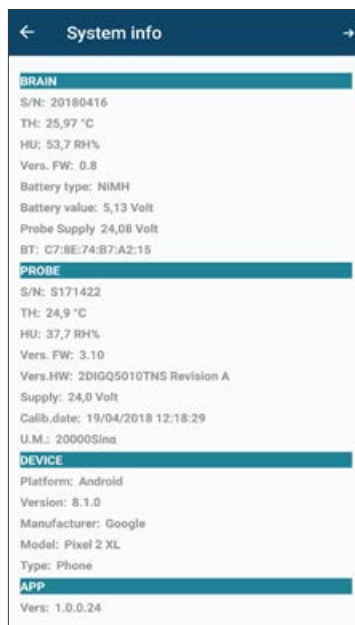 System info
BRAIN
S/N: 20180416
TH: 25,97 °C
HU: 53,7 RH%
Vers. FW: 0.8
Battery type: NiMH
Battery value: 5,13 Volt
Probe Supply 24,08 Volt
BT: C7:8E:74:B7:A2:15
PROBE
S/N: S171422
TH: 24,9 °C
HU: 37,7 RH%
Vers. FW: 3.10
Vers.HW: 2DIGQ5010TNS Revision A
Supply: 24,0 Volt
Calib.date: 19/04/2018 12:18:29
U.M.: 20000Sinα
DEVICE
Platform: Android
Version: 8.1.0
Manufacturer: Google
Model: Pixel 2 XL
Type: Phone
APP
Vers: 1.0.0.24